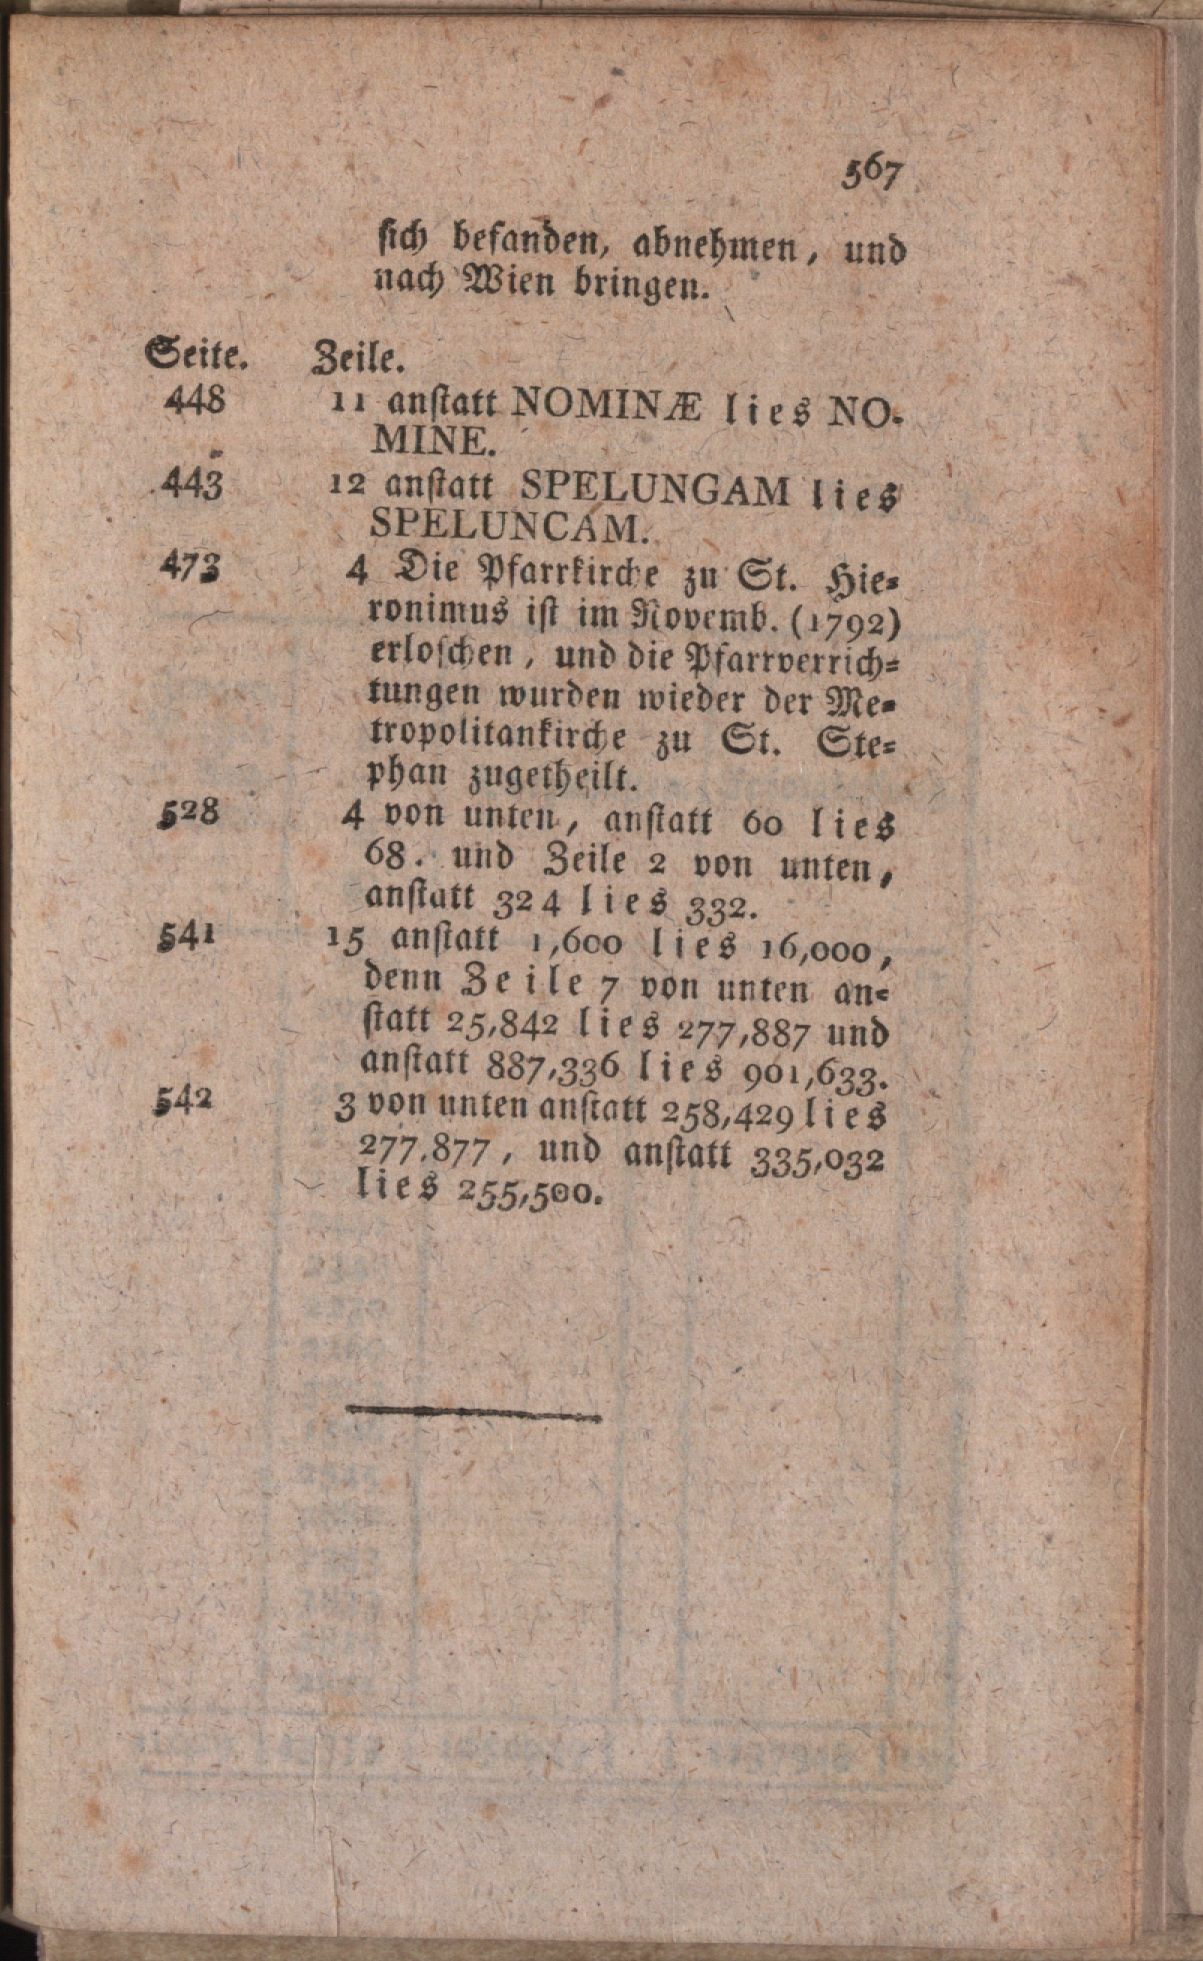 567
sich befanden, abnehmen, und
nach Wien bringen.
Seite. Zeile.
448 11 anstatt NOMINÆ lies NO-
MINE.
443 12 anstatt SPELUNGAM lies
SPELUNCAM.
473 4 Die Pfarrkirche zu St. Hie-
ronimus ist im Novemb. (1792)
erloschen, und die Pfarrverrich-
tungen wurden wieder der Me-
tropolitankirche zu St. Ste-
phan zugetheilt.
528 4 von unten, anstatt 60 lies
68. und Zeile 2 von unten,
anstatt 324 lies 332.
541 15 anstatt 1,600 lies 16,000,
denn Zeile 7 von unten an-
statt 25,842 lies 277,887 und
anstatt 887,336 lies 901,633.
542 3 von unten anstatt 258,429 lies
277,877, und anstatt 335,032
lies 255,500.